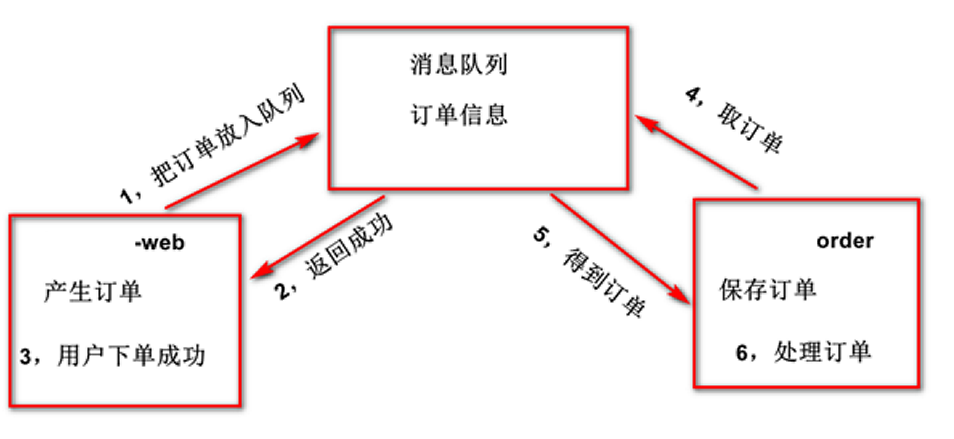 消息队列
订单信息
1，把订单放入队列
2，返回成功
-web
产生订单
3，用户下单成功
4，取订单
5，得到订单
order
保存订单
6，处理订单